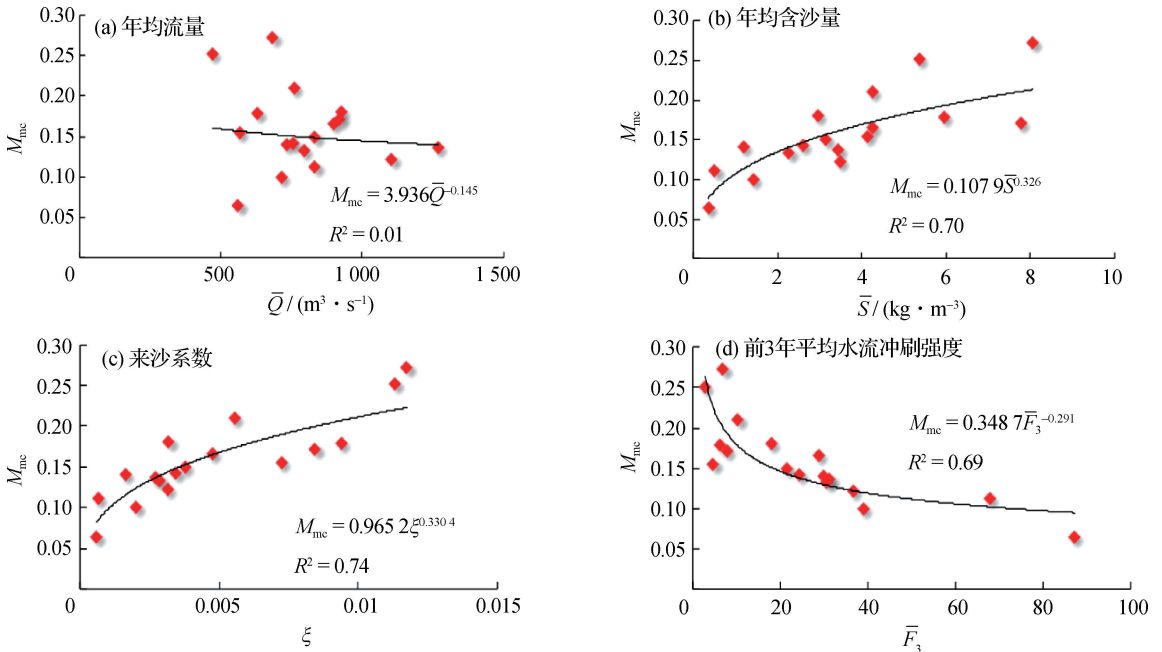 (a) 年均流量
0.30
0.25
0.20
0.15
0.10
0.05
M_mc
M_mc = 3.936Q̅^−0.145
R² = 0.01
0 500 1 000 1 500
Q̅ / (m³・s⁻¹)
(b) 年均含沙量
0.30
0.25
0.20
0.15
0.10
0.05
M_mc
M_mc = 0.107 9S̅^0.326
R² = 0.70
0 2 4 6 8 10
S̅ / (kg・m⁻³)
(c) 来沙系数
0.30
0.25
0.20
0.15
0.10
0.05
M_mc
M_mc = 0.965 2ξ^0.330 4
R² = 0.74
0 0.005 0.01 0.015
ξ
(d) 前3年平均水流冲刷强度
0.30
0.25
0.20
0.15
0.10
0.05
M_mc
M_mc = 0.348 7F̅₃^−0.291
R² = 0.69
0 20 40 60 80 100
F̅₃